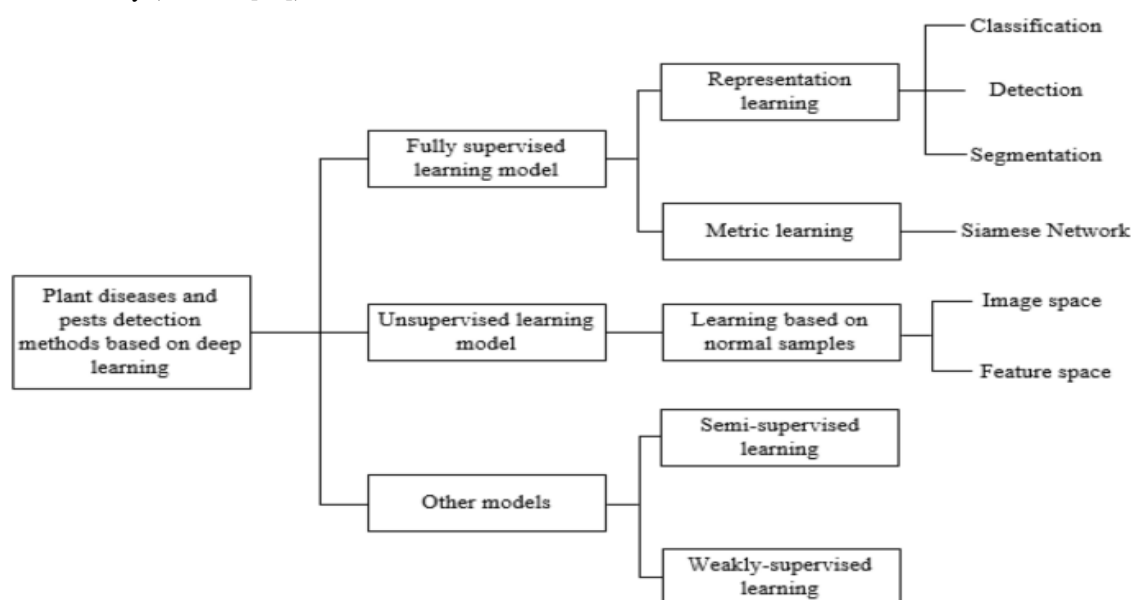 Classification
Representation
learning
Detection
Fully supervised
learning model
Segmentation
Metric learning
Siamese Network
Plant diseases and
pests detection
methods based on deep
learning
Unsupervised learning
model
Learning based on
normal samples
Image space
Feature space
Semi-supervised
learning
Other models
Weakly-supervised
learning